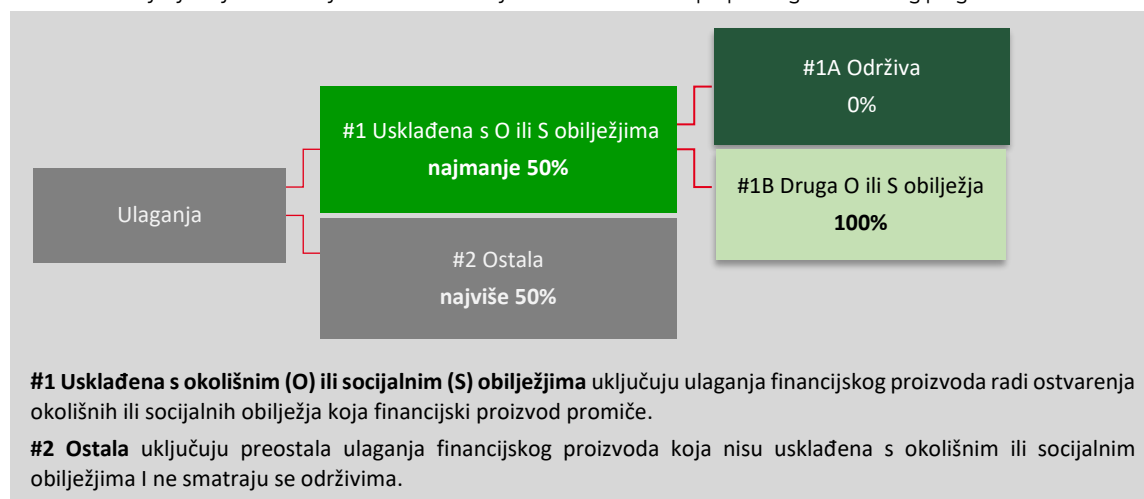 #1A Održiva
0%
#1 Usklađena s O ili S obilježjima
najmanje 50%
#1B Druga O ili S obilježja
100%
Ulaganja
#2 Ostala
najviše 50%
#1 Usklađena s okolišnim (O) ili socijalnim (S) obilježjima uključuju ulaganja financijskog proizvoda radi ostvarenja
okolišnih ili socijalnih obilježja koja financijski proizvod promiče.
#2 Ostala uključuju preostala ulaganja financijskog proizvoda koja nisu usklađena s okolišnim ili socijalnim
obilježjima I ne smatraju se održivima.